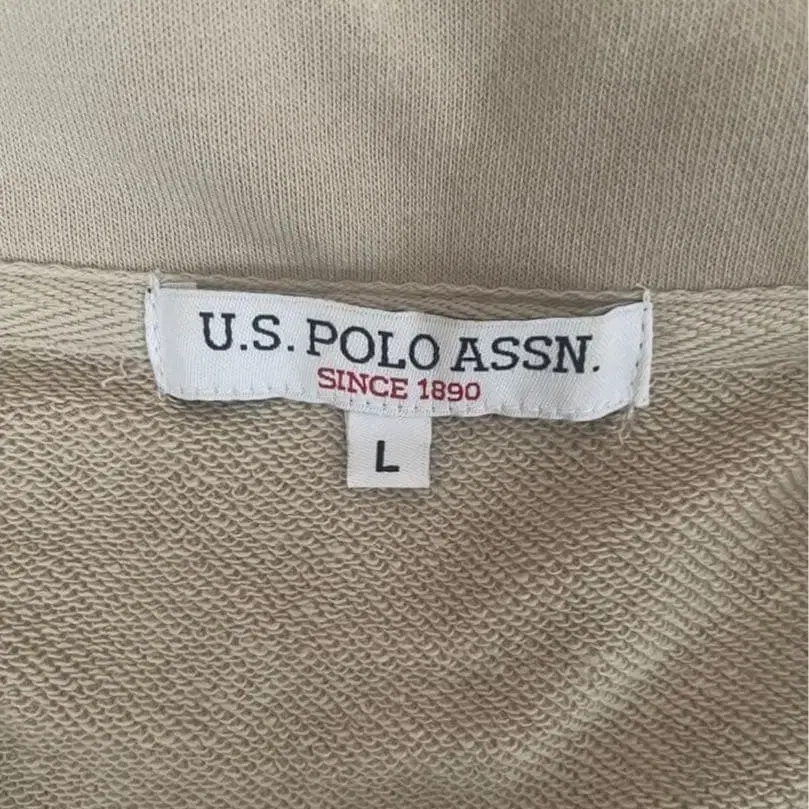 U.S. POLO ASSN.
SINCE 1890
L